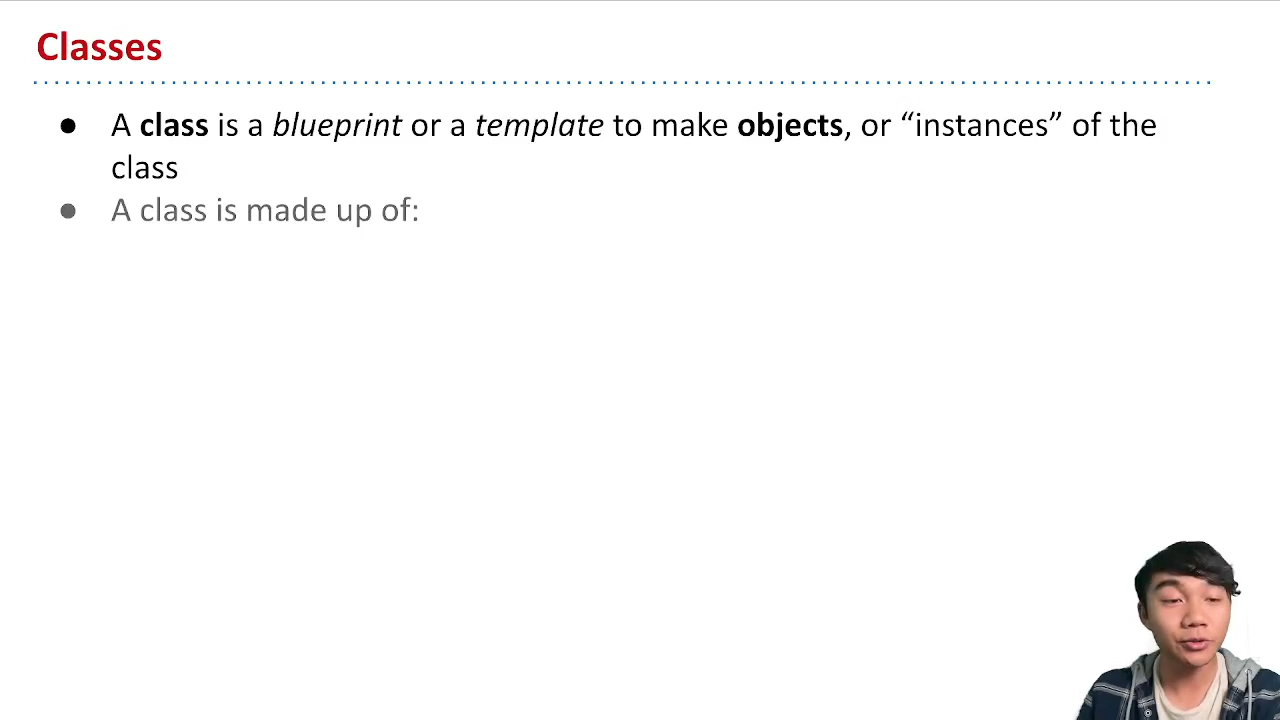 Classes
● A class is a blueprint or a template to make objects, or “instances” of the
class
● A class is made up of: